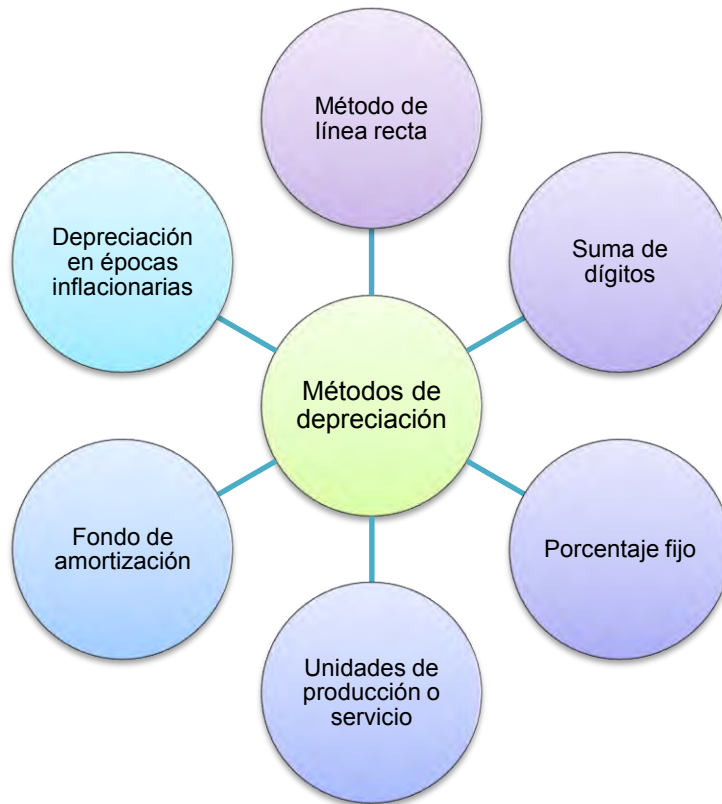 Método de
línea recta
Suma de
dígitos
Porcentaje fijo
Unidades de
producción o
servicio
Fondo de
amortización
Depreciación
en épocas
inflacionarias
Métodos de
depreciación